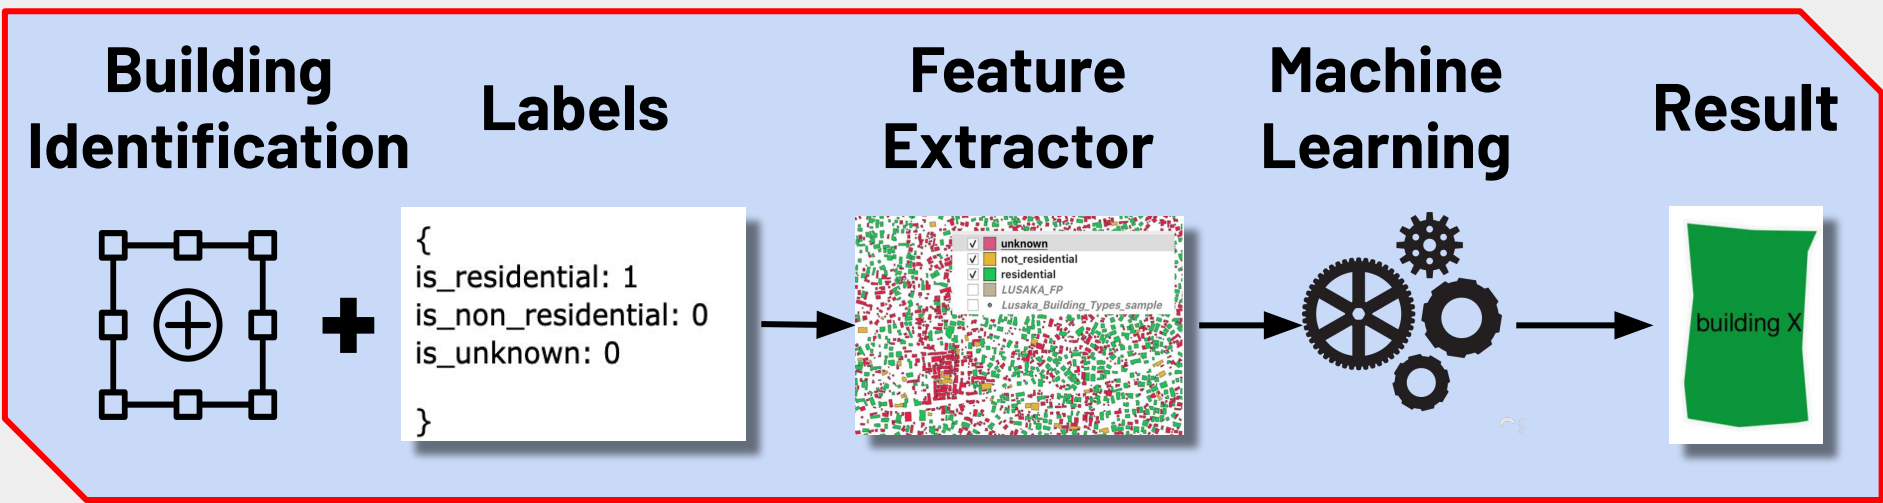 Building
Identification
Labels
Feature
Extractor
Machine
Learning
Result
{
is_residential: 1
is_non_residential: 0
is_unknown: 0
}
unknown
not_residential
residential
LUSAKA_FP
Lusaka_Building_Types_sample
building X